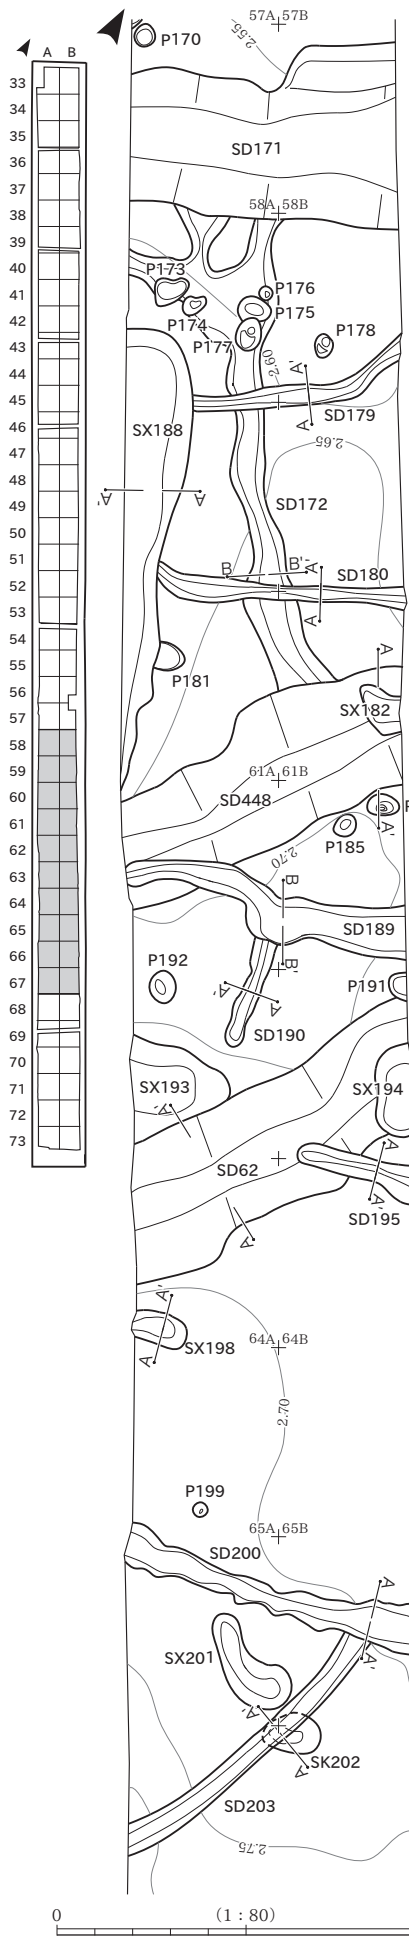 A B
33
34
35
36
37
38
39
40
41
42
43
44
45
46
47
48
49
50
51
52
53
54
55
56
57
58
59
60
61
62
63
64
65
66
67
68
69
70
71
72
73
57A 57B
P170
2.55
SD171
58A 58B
P173
P176
P175
P174
P177
P178
2.60
A'
SD179
A
SX188
2.65
A' A
SD172
B B' A'
SD180
A
A
P181
SX182
61A 61B
SD448
P
A'
P185
2.70
B
SD189
B'
P192
P191
A' A
SD190
SX193
SX194
A'
SD62
A
A'
SD195
A
A'
64A 64B
SX198
A
2.70
P199
65A 65B
SD200
A
A'
SX201
A'
SK202
A
SD203
2.75
0 (1：80)